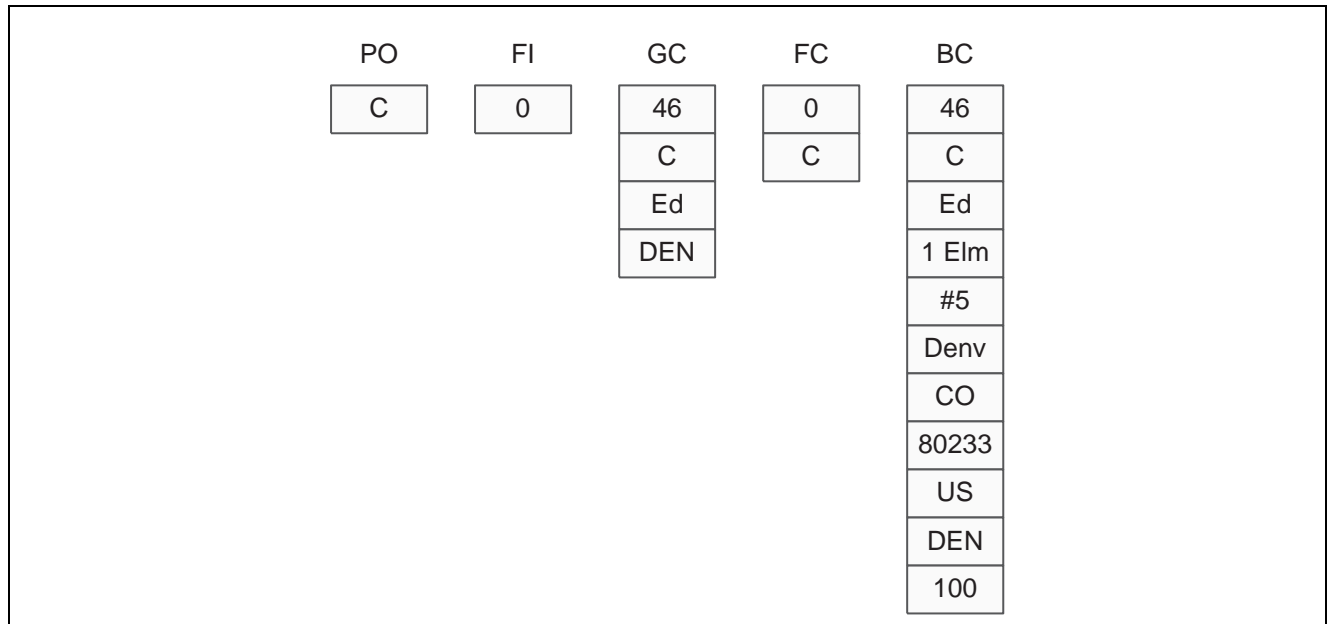 PO FI GC FC BC
C 0 46 0 46
C C C
Ed Ed
DEN 1 Elm
#5
Denv
CO
80233
US
DEN
100